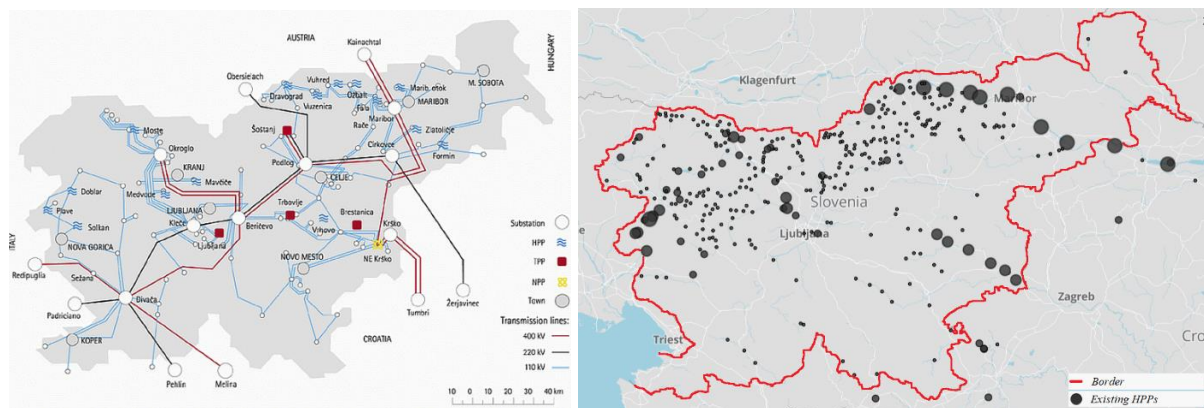 AUSTRIA
HUNGARY
Kainachtal
Obersielach
Vuhred
Marib. otok
M. SOBOTA
Ožbalt
Dravograd
Fala
MARIBOR
Vuzenica
Rače
Maribor
Zlatoličje
Moste
Šoštanj
Okroglo
Podlog
Cirkovce
Formin
KRANJ
CELJE
Mavčiče
Doblar
Medvode
Trbovlje
Plave
LJUBLJANA
Brestanica
Kleče
Krško
Solkan
Beričevo
Vrhovo
Ljubljana
NOVA GORICA
NE Krško
ITALY
NOVO MESTO
Redipuglia
Sežana
Divača
Žerjavinec
Padriciano
Tumbri
KOPER
CROATIA
Pehlin
Melina
Substation
HPP
TPP
NPP
Town
Transmission lines:
400 kV
220 kV
110 kV
10 0 10 20 30 40 km
Klagenfurt
Maribor
Slovenia
Ljubljana
Zagreb
Triest
Cro
Border
Existing HPPs